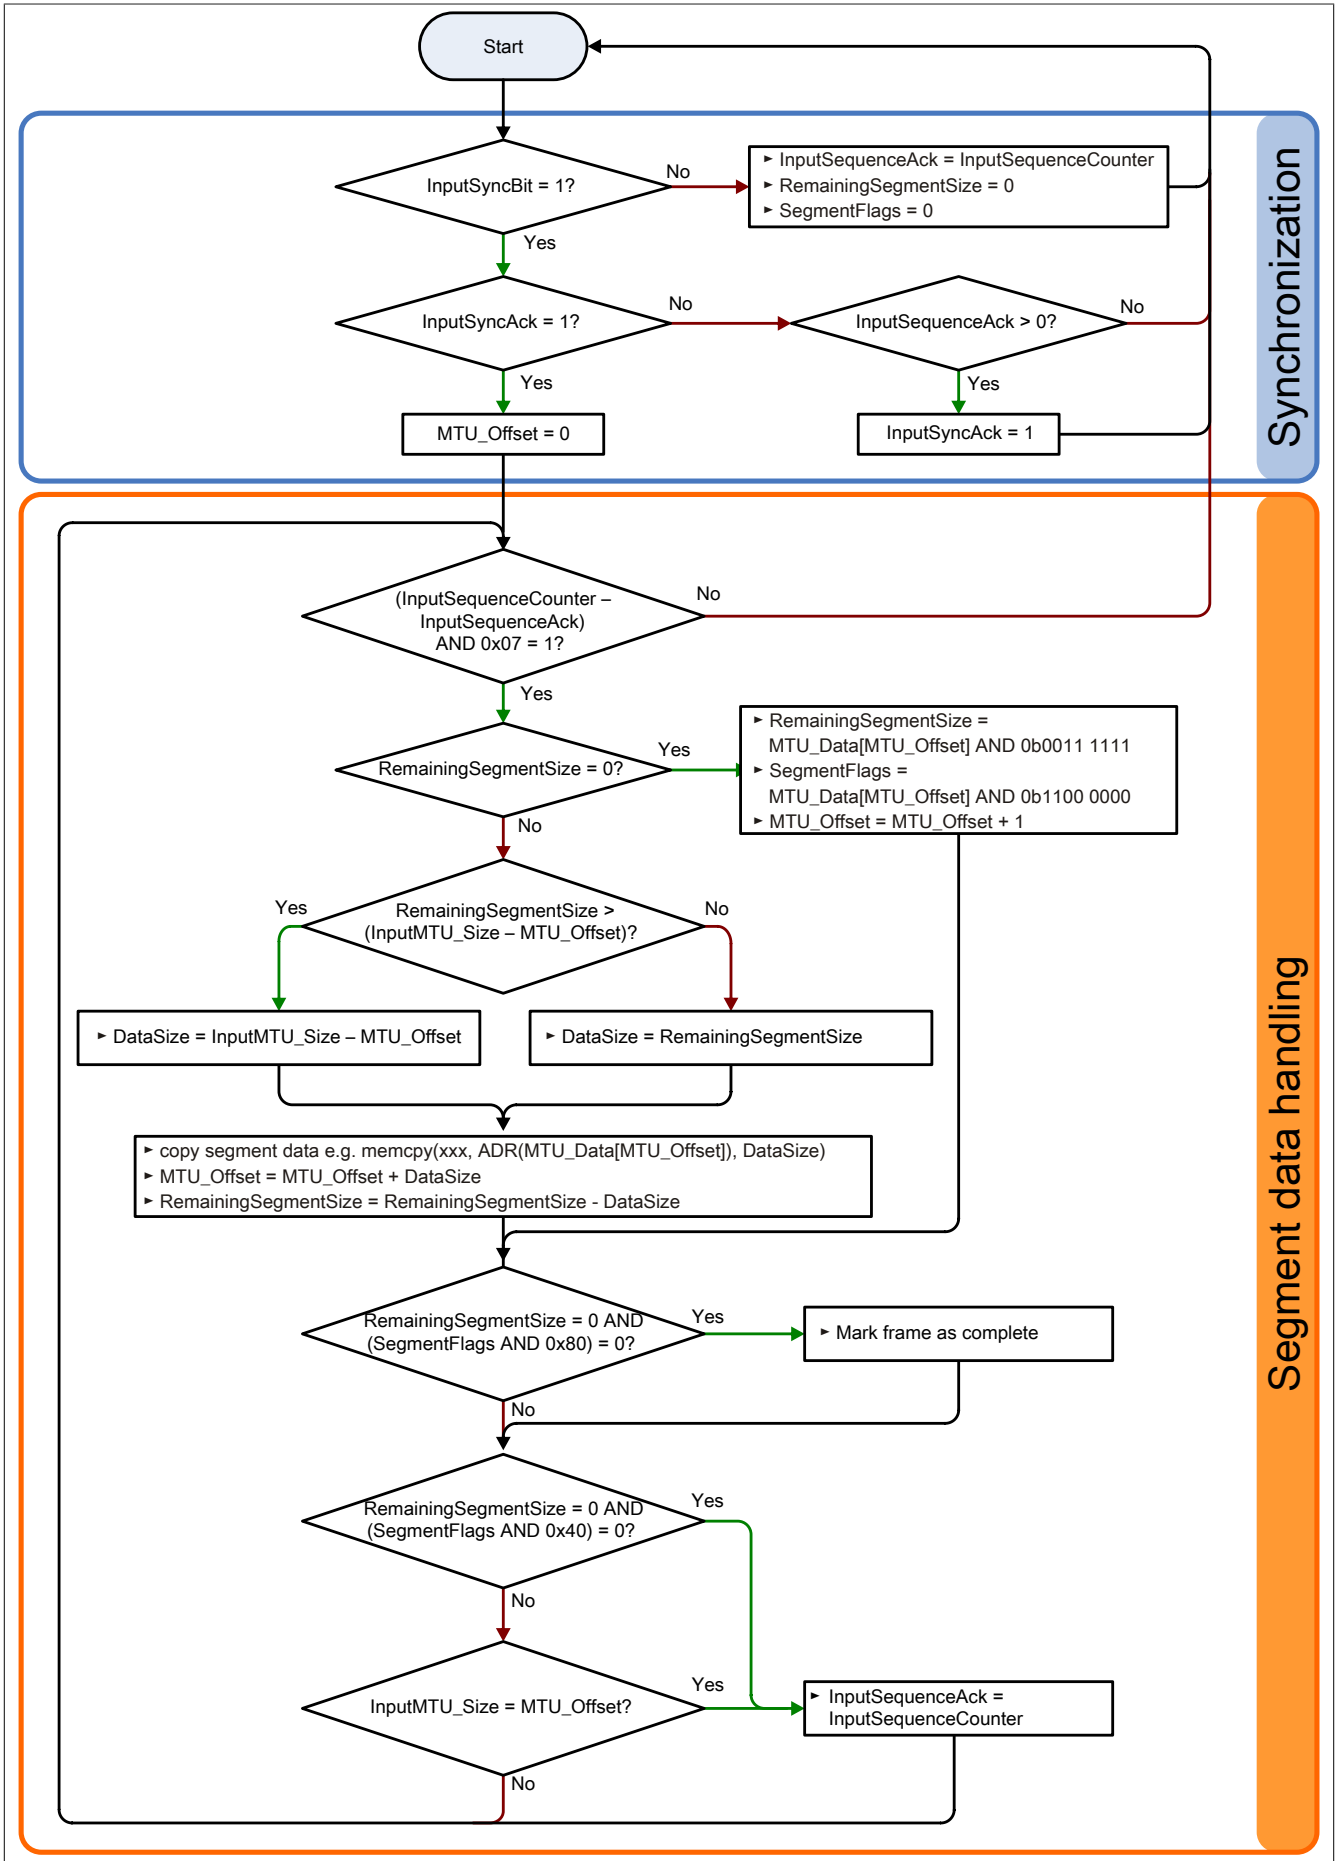 Start
InputSyncBit = 1?
No
► InputSequenceAck = InputSequenceCounter
► RemainingSegmentSize = 0
► SegmentFlags = 0
Yes
InputSyncAck = 1?
No
InputSequenceAck > 0?
No
Yes
Yes
MTU_Offset = 0
InputSyncAck = 1
Synchronization
(InputSequenceCounter –
InputSequenceAck)
AND 0x07 = 1?
No
Yes
RemainingSegmentSize = 0?
Yes
► RemainingSegmentSize =
MTU_Data[MTU_Offset] AND 0b0011 1111
► SegmentFlags =
MTU_Data[MTU_Offset] AND 0b1100 0000
► MTU_Offset = MTU_Offset + 1
No
RemainingSegmentSize >
(InputMTU_Size – MTU_Offset)?
Yes
No
► DataSize = InputMTU_Size – MTU_Offset
► DataSize = RemainingSegmentSize
► copy segment data e.g. memcpy(xxx, ADR(MTU_Data[MTU_Offset]), DataSize)
► MTU_Offset = MTU_Offset + DataSize
► RemainingSegmentSize = RemainingSegmentSize - DataSize
RemainingSegmentSize = 0 AND
(SegmentFlags AND 0x80) = 0?
Yes
► Mark frame as complete
No
RemainingSegmentSize = 0 AND
(SegmentFlags AND 0x40) = 0?
Yes
No
InputMTU_Size = MTU_Offset?
Yes
► InputSequenceAck =
InputSequenceCounter
No
Segment data handling